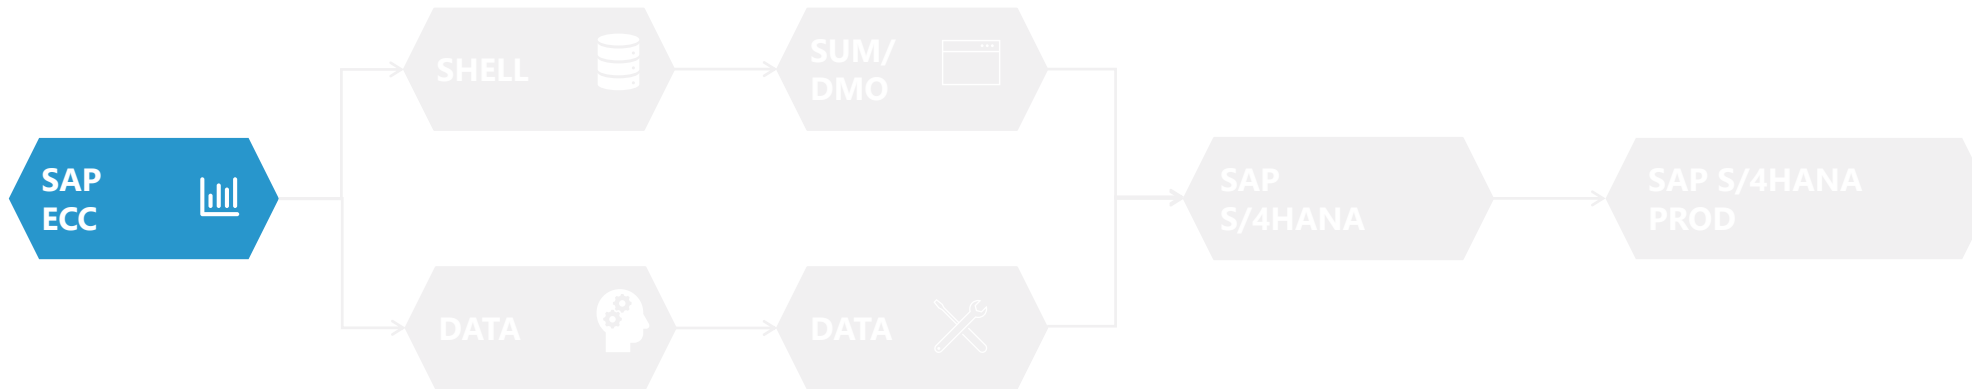 SAP
ECC
SHELL
SUM/
DMO
DATA
DATA
SAP
S/4HANA
SAP S/4HANA
PROD